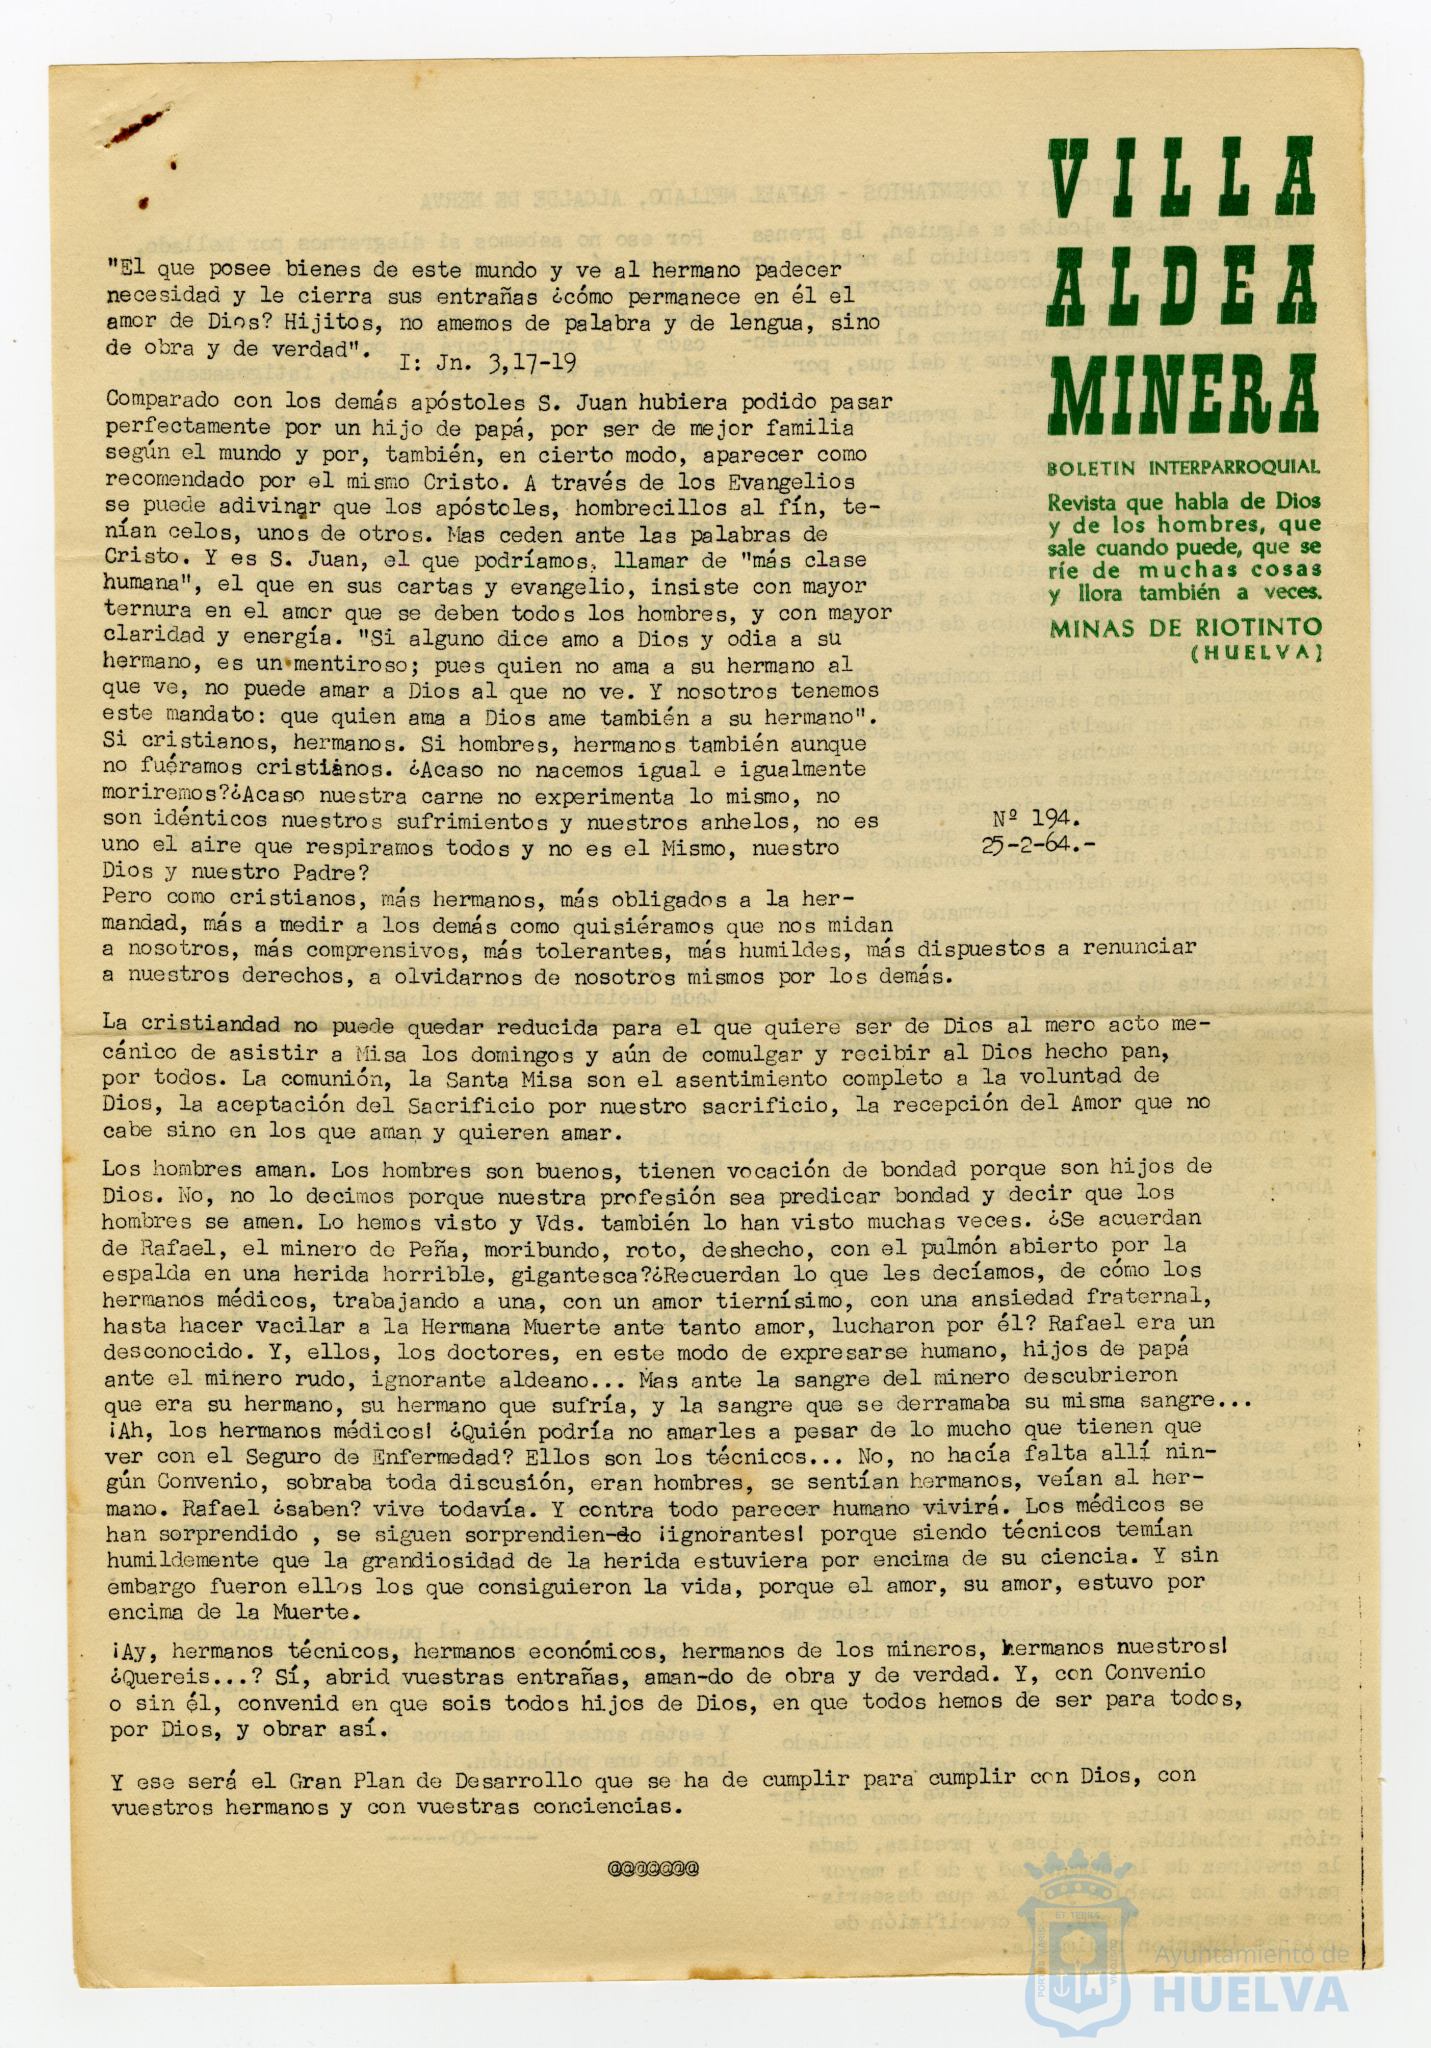 VILLA
ALDEA
MINERA
BOLETIN INTERPARROQUIAL
Revista que habla de Dios
y de los hombres, que
sale cuando puede, que se
ríe de muchas cosas
y llora también a veces.
MINAS DE RIOTINTO
(HUELVA)
Nº 194.
25-2-64.-
"El que posee bienes de este mundo y ve al hermano padecer
necesidad y le cierra sus entrañas ¿cómo permanece en él el
amor de Dios? Hijitos, no amemos de palabra y de lengua, sino
de obra y de verdad".
I: Jn. 3,17-19
Comparado con los demás apóstoles S. Juan hubiera podido pasar
perfectamente por un hijo de papá, por ser de mejor familia
según el mundo y por, también, en cierto modo, aparecer como
recomendado por el mismo Cristo. A través de los Evangelios
se puede adivinar que los apóstoles, hombrecillos al fín, te-
nían celos, unos de otros. Mas ceden ante las palabras de
Cristo. Y es S. Juan, el que podríamos, llamar de "más clase
humana", el que en sus cartas y evangelio, insiste con mayor
ternura en el amor que se deben todos los hombres, y con mayor
claridad y energía. "Si alguno dice amo a Dios y odia a su
hermano, es un mentiroso; pues quien no ama a su hermano al
que ve, no puede amar a Dios al que no ve. Y nosotros tenemos
este mandato: que quien ama a Dios ame también a su hermano".
Si cristianos, hermanos. Si hombres, hermanos también aunque
no fuéramos cristianos. ¿Acaso no nacemos igual e igualmente
moriremos?¿Acaso nuestra carne no experimenta lo mismo, no
son idénticos nuestros sufrimientos y nuestros anhelos, no es
uno el aire que respiramos todos y no es el Mismo, nuestro
Dios y nuestro Padre?
Pero como cristianos, más hermanos, más obligados a la her-
mandad, más a medir a los demás como quisiéramos que nos midan
a nosotros, más comprensivos, más tolerantes, más humildes, más dispuestos a renunciar
a nuestros derechos, a olvidarnos de nosotros mismos por los demás.
La cristiandad no puede quedar reducida para el que quiere ser de Dios al mero acto me-
cánico de asistir a Misa los domingos y aún de comulgar y recibir al Dios hecho pan,
por todos. La comunión, la Santa Misa son el asentimiento completo a la voluntad de
Dios, la aceptación del Sacrificio por nuestro sacrificio, la recepción del Amor que no
cabe sino en los que aman y quieren amar.
Los hombres aman. Los hombres son buenos, tienen vocación de bondad porque son hijos de
Dios. No, no lo decimos porque nuestra profesión sea predicar bondad y decir que los
hombres se amen. Lo hemos visto y Vds. también lo han visto muchas veces. ¿Se acuerdan
de Rafael, el minero de Peña, moribundo, roto, deshecho, con el pulmón abierto por la
espalda en una herida horrible, gigantesca?¿Recuerdan lo que les decíamos, de cómo los
hermanos médicos, trabajando a una, con un amor tiernísimo, con una ansiedad fraternal,
hasta hacer vacilar a la Hermana Muerte ante tanto amor, lucharon por él? Rafael era un
desconocido. Y, ellos, los doctores, en este modo de expresarse humano, hijos de papá
ante el minero rudo, ignorante aldeano... Mas ante la sangre del minero descubrieron
que era su hermano, su hermano que sufría, y la sangre que se derramaba su misma sangre...
¡Ah, los hermanos médicos! ¿Quién podría no amarles a pesar de lo mucho que tienen que
ver con el Seguro de Enfermedad? Ellos son los técnicos... No, no hacía falta allí nin-
gún Convenio, sobraba toda discusión, eran hombres, se sentían hermanos, veían al her-
mano. Rafael ¿saben? vive todavía. Y contra todo parecer humano vivirá. Los médicos se
han sorprendido , se siguen sorprendien-do ¡ignorantes! porque siendo técnicos temían
humildemente que la grandiosidad de la herida estuviera por encima de su ciencia. Y sin
embargo fueron ellos los que consiguieron la vida, porque el amor, su amor, estuvo por
encima de la Muerte.
¡Ay, hermanos técnicos, hermanos económicos, hermanos de los mineros, hermanos nuestros!
¿Quereis...? Sí, abrid vuestras entrañas, aman-do de obra y de verdad. Y, con Convenio
o sin él, convenid en que sois todos hijos de Dios, en que todos hemos de ser para todos,
por Dios, y obrar así.
Y ese será el Gran Plan de Desarrollo que se ha de cumplir para cumplir con Dios, con
vuestros hermanos y con vuestras conciencias.
@@@@@@@
Ayuntamiento de
HUELVA